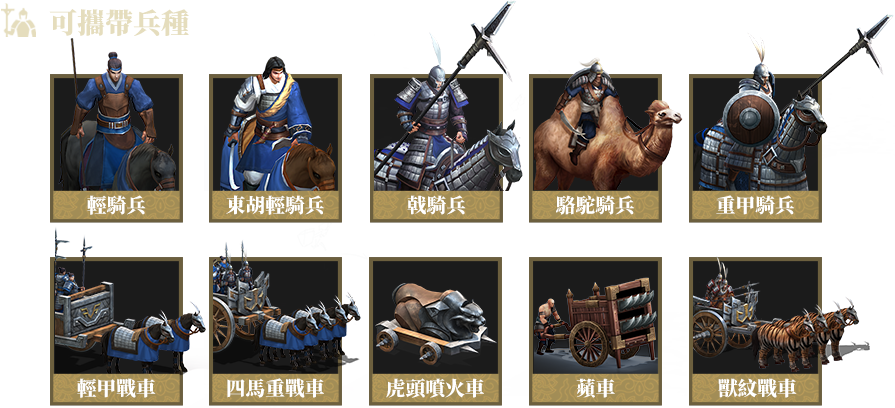 可攜帶兵種
輕騎兵
東胡輕騎兵
戟騎兵
駱駝騎兵
重甲騎兵
輕甲戰車
四馬重戰車
虎頭噴火車
蘋車
獸紋戰車